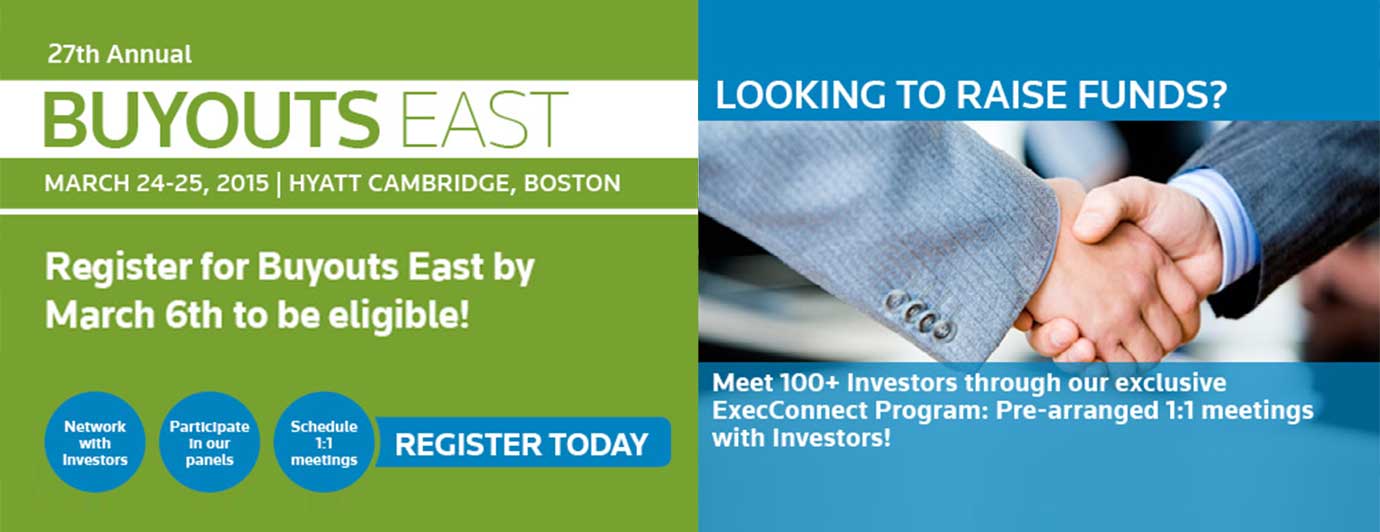 27th Annual
BUYOUTS EAST
MARCH 24-25, 2015 | HYATT CAMBRIDGE, BOSTON
Register for Buyouts East by
March 6th to be eligible!
Network
with
Investors
Participate
in our
panels
Schedule
1:1
meetings
REGISTER TODAY
LOOKING TO RAISE FUNDS?
Meet 100+ Investors through our exclusive
ExecConnect Program: Pre-arranged 1:1 meetings
with Investors!